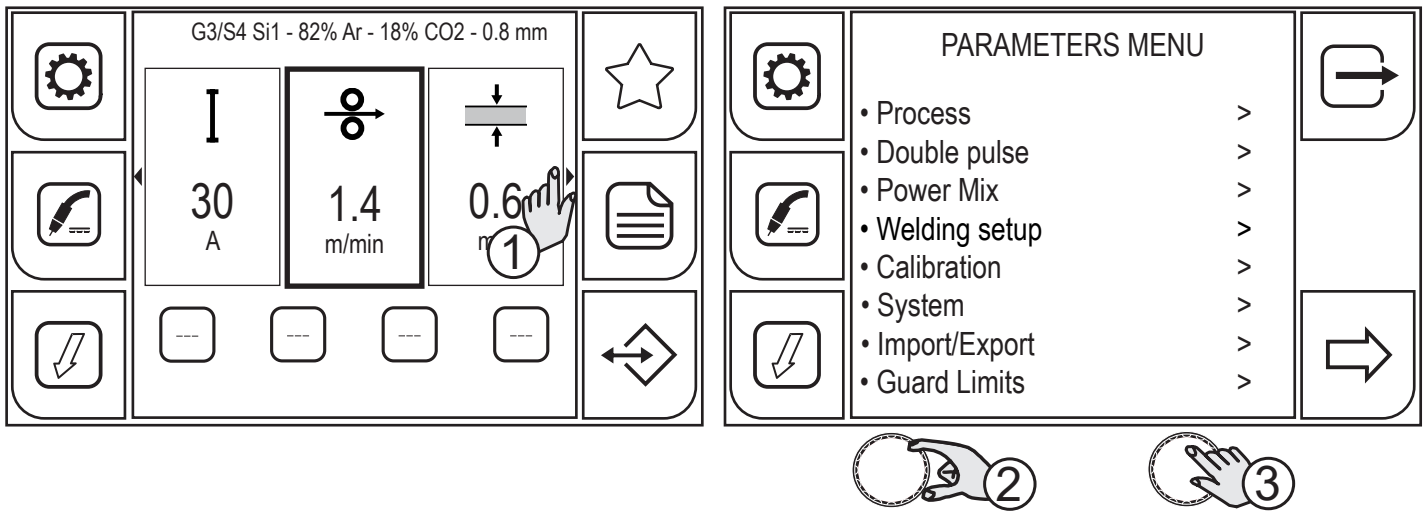 G3/S4 Si1 - 82% Ar - 18% CO2 - 0.8 mm
30
A
1.4
m/min
0.6
1
---
---
---
---
PARAMETERS MENU
• Process >
• Double pulse >
• Power Mix >
• Welding setup >
• Calibration >
• System >
• Import/Export >
• Guard Limits >
2
3